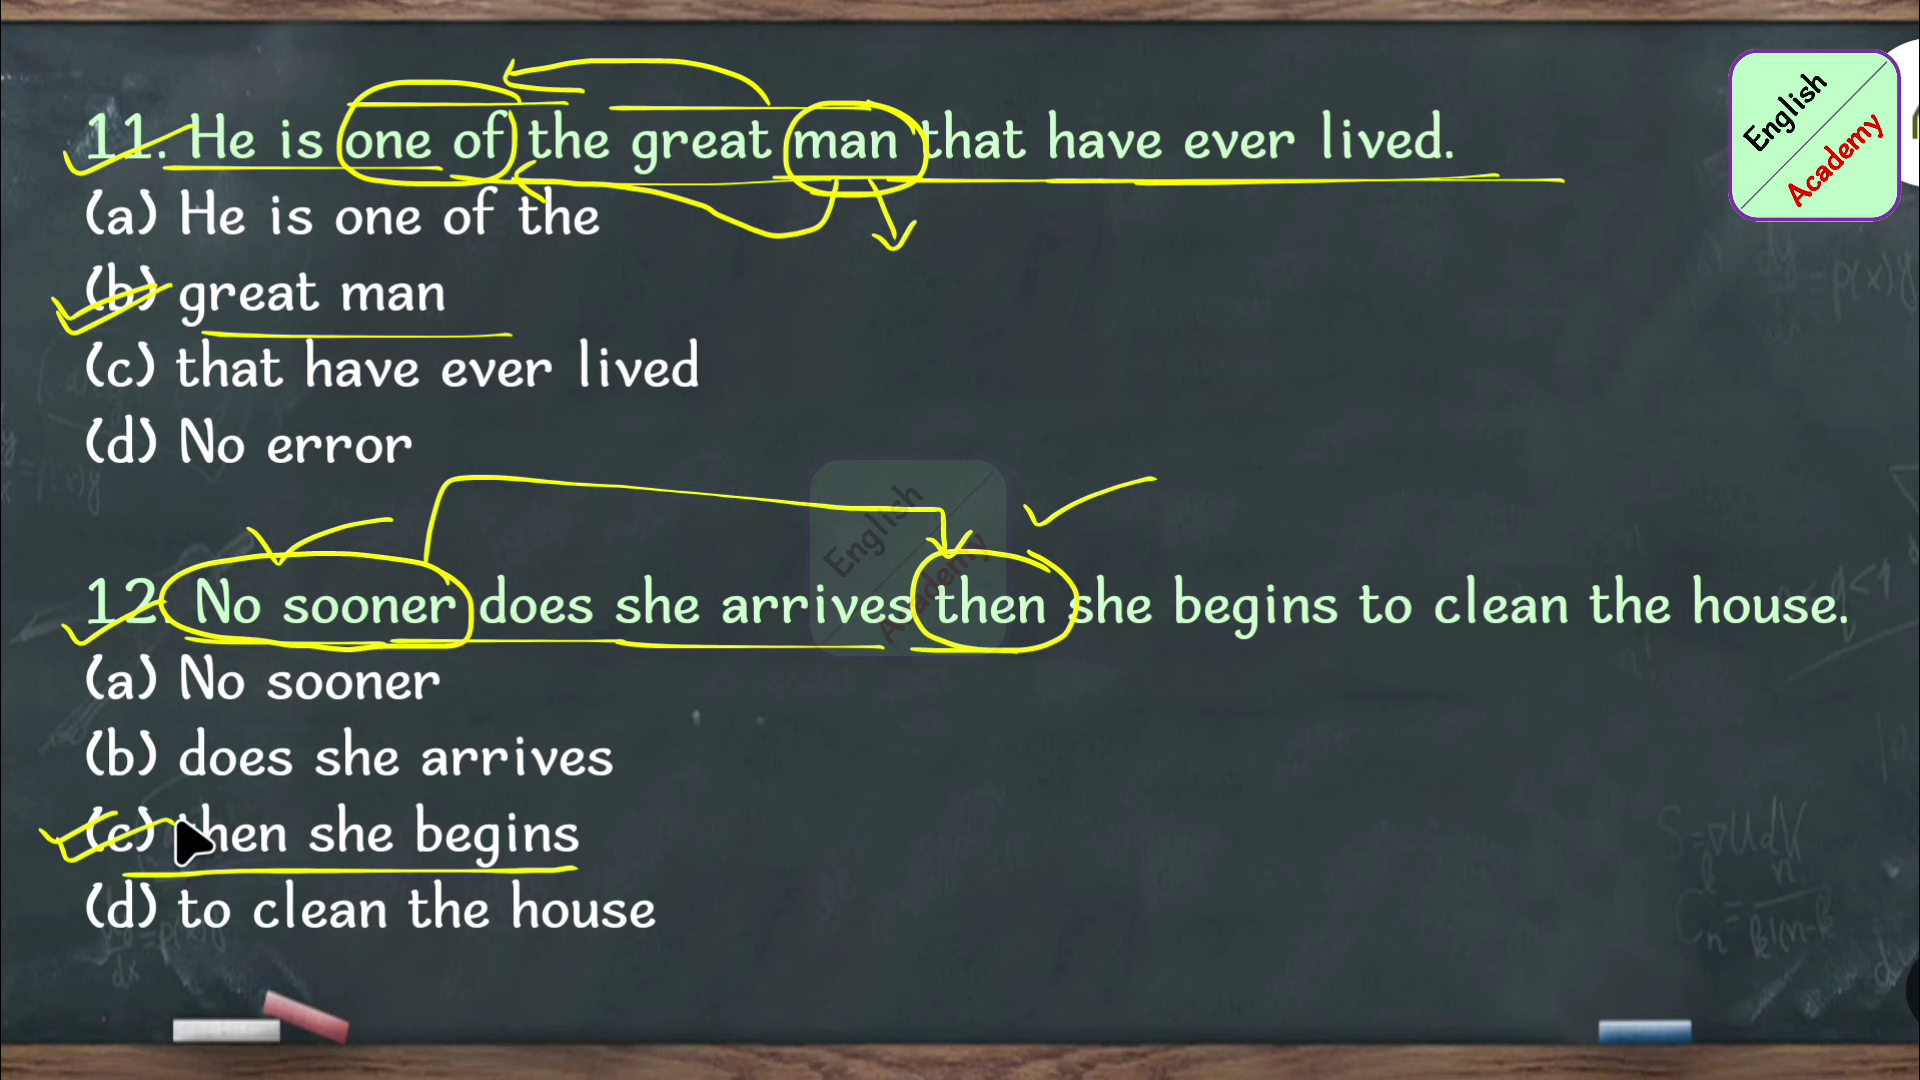 11. He is one of the great man that have ever lived.
(a) He is one of the
(b) great man
(c) that have ever lived
(d) No error
12. No sooner does she arrives then she begins to clean the house.
(a) No sooner
(b) does she arrives
(c) then she begins
(d) to clean the house
English
Academy
English
Academy